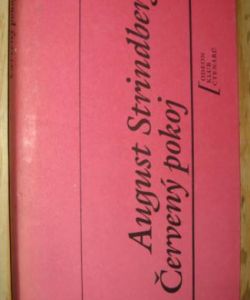 August Strindberg
Červený pokoj
ODEON
KLUB
ČTENÁŘŮ